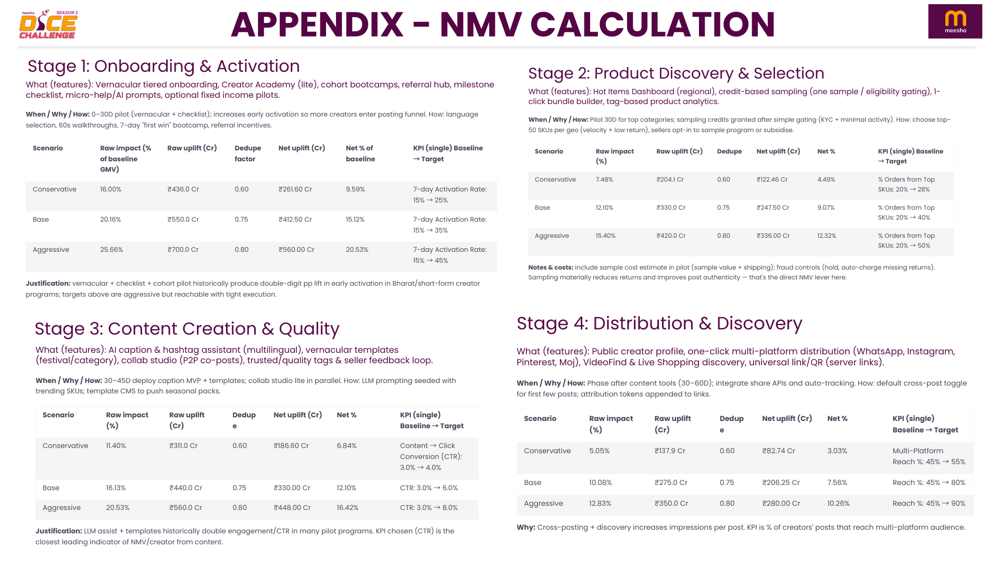 meesho SEASON 2
DICE
CHALLENGE
APPENDIX – NMV CALCULATION
m
meesho
Stage 1: Onboarding & Activation
What (features): Vernacular tiered onboarding, Creator Academy (lite), cohort bootcamps, referral hub, milestone
checklist, micro-help/AI prompts, optional fixed income pilots.
When / Why / How: 0–30D pilot (vernacular + checklist); increases early activation so more creators enter posting funnel. How: language
selection, 60s walkthroughs, 7-day "first win" bootcamp, referral incentives.
Scenario Raw impact (% Raw uplift (Cr) Dedupe Net uplift (Cr) Net % of KPI (single) Baseline
of baseline factor baseline → Target
GMV)
Conservative 16.00% ₹436.0 Cr 0.60 ₹261.60 Cr 9.59% 7-day Activation Rate:
15% → 25%
Base 20.16% ₹550.0 Cr 0.75 ₹412.50 Cr 15.12% 7-day Activation Rate:
15% → 35%
Aggressive 25.66% ₹700.0 Cr 0.80 ₹560.00 Cr 20.53% 7-day Activation Rate:
15% → 45%
Justification: vernacular + checklist + cohort pilot historically produce double-digit pp lift in early activation in Bharat/short-form creator
programs; targets above are aggressive but reachable with tight execution.
Stage 2: Product Discovery & Selection
What (features): Hot Items Dashboard (regional), credit-based sampling (one sample / eligibility gating), 1-
click bundle builder, tag-based product analytics.
When / Why / How: Pilot 30D for top categories; sampling credits granted after simple gating (KYC + minimal activity). How: choose top-
50 SKUs per geo (velocity + low return), sellers opt-in to sample program or subsidise.
Scenario Raw impact Raw uplift (Cr) Dedupe Net uplift (Cr) Net % KPI (single) Baseline
(%) → Target
Conservative 7.48% ₹204.1 Cr 0.60 ₹122.46 Cr 4.49% % Orders from Top
SKUs: 20% → 28%
Base 12.10% ₹330.0 Cr 0.75 ₹247.50 Cr 9.07% % Orders from Top
SKUs: 20% → 40%
Aggressive 15.40% ₹420.0 Cr 0.80 ₹336.00 Cr 12.32% % Orders from Top
SKUs: 20% → 50%
Notes & costs: include sample cost estimate in pilot (sample value + shipping); fraud controls (hold, auto-charge missing returns).
Sampling materially reduces returns and improves post authenticity — that's the direct NMV lever here.
Stage 3: Content Creation & Quality
What (features): AI caption & hashtag assistant (multilingual), vernacular templates
(festival/category), collab studio (P2P co-posts), trusted/quality tags & seller feedback loop.
When / Why / How: 30–45D deploy caption MVP + templates; collab studio lite in parallel. How: LLM prompting seeded with
trending SKUs; template CMS to push seasonal packs.
Scenario Raw impact Raw uplift Dedup Net uplift (Cr) Net % KPI (single)
(%) (Cr) e Baseline → Target
Conservative 11.40% ₹311.0 Cr 0.60 ₹186.60 Cr 6.84% Content → Click
Conversion (CTR):
3.0% → 4.0%
Base 16.13% ₹440.0 Cr 0.75 ₹330.00 Cr 12.10% CTR: 3.0% → 6.0%
Aggressive 20.53% ₹560.0 Cr 0.80 ₹448.00 Cr 16.42% CTR: 3.0% → 8.0%
Justification: LLM assist + templates historically double engagement/CTR in many pilot programs. KPI chosen (CTR) is the
closest leading indicator of NMV/creator from content.
Stage 4: Distribution & Discovery
What (features): Public creator profile, one-click multi-platform distribution (WhatsApp, Instagram,
Pinterest, Moj), VideoFind & Live Shopping discovery, universal link/QR (server links).
When / Why / How: Phase after content tools (30–60D); integrate share APIs and auto-tracking. How: default cross-post toggle
for first few posts; attribution tokens appended to links.
Scenario Raw impact Raw uplift Dedup Net uplift (Cr) Net % KPI (single)
(%) (Cr) e Baseline → Target
Conservative 5.05% ₹137.9 Cr 0.60 ₹82.74 Cr 3.03% Multi-Platform
Reach %: 45% → 55%
Base 10.08% ₹275.0 Cr 0.75 ₹206.25 Cr 7.56% Reach %: 45% → 80%
Aggressive 12.83% ₹350.0 Cr 0.80 ₹280.00 Cr 10.26% Reach %: 45% → 90%
Why: Cross-posting + discovery increases impressions per post. KPI is % of creators' posts that reach multi-platform audience.